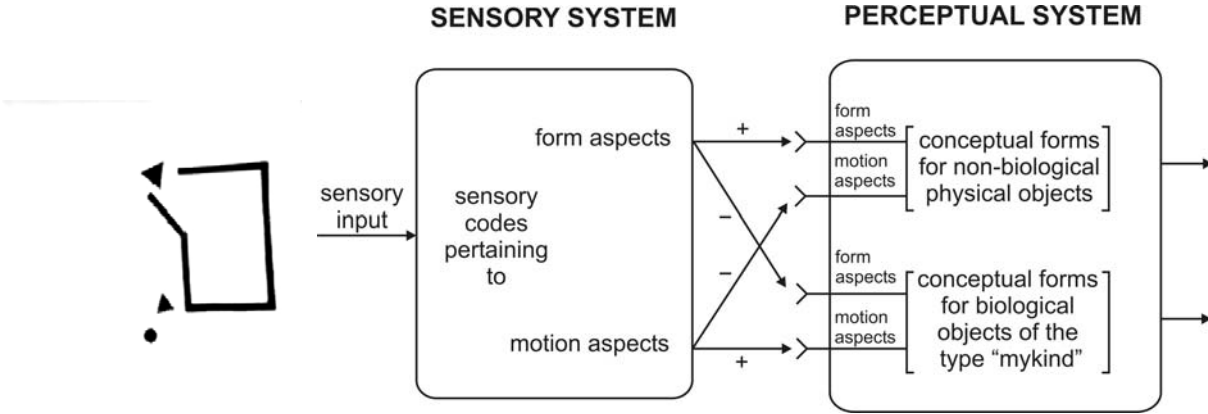 SENSORY SYSTEM
PERCEPTUAL SYSTEM
sensory
input
form aspects
sensory
codes
pertaining
to
motion aspects
+
–
–
+
form
aspects
motion
aspects
conceptual forms
for non-biological
physical objects
form
aspects
motion
aspects
conceptual forms
for biological
objects of the
type “mykind”